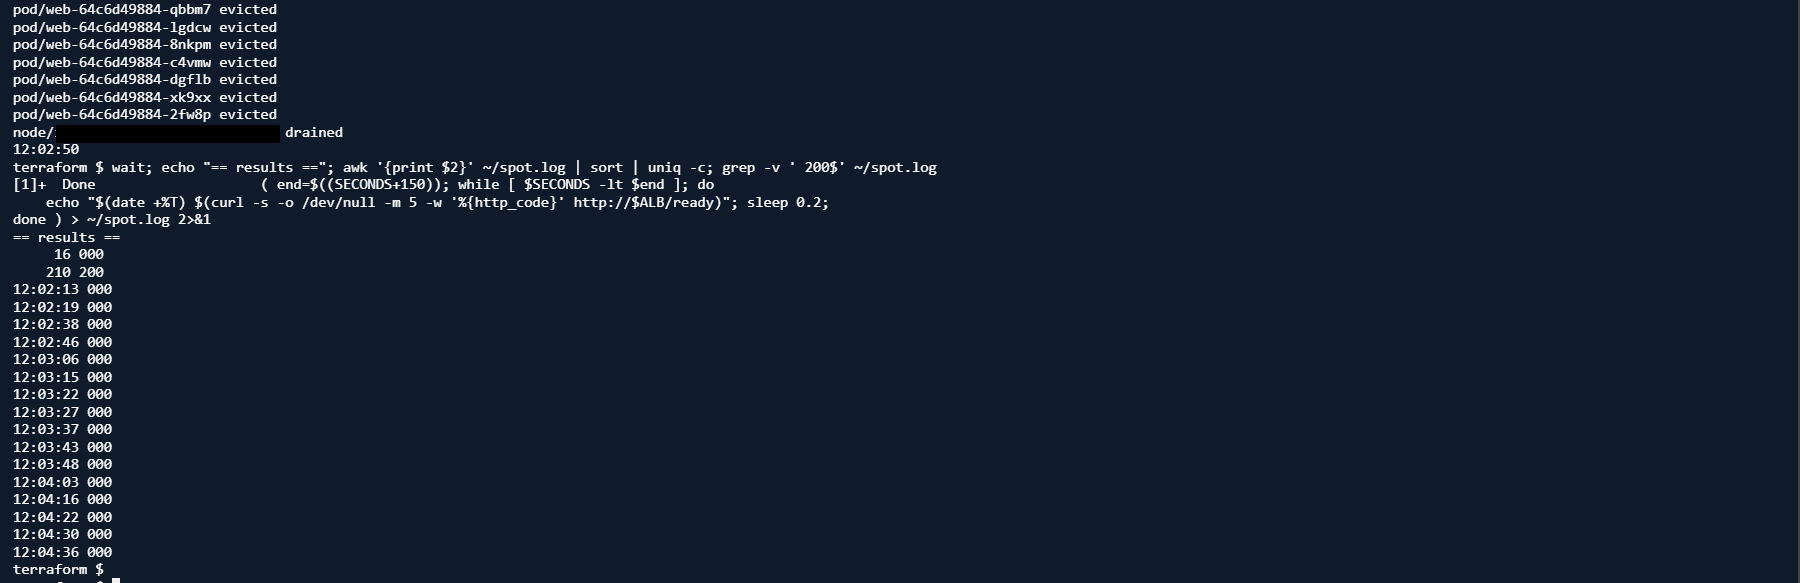 pod/web-64c6d49884-qbbm7 evicted
pod/web-64c6d49884-lgdcw evicted
pod/web-64c6d49884-8nkpm evicted
pod/web-64c6d49884-c4vmw evicted
pod/web-64c6d49884-dgflb evicted
pod/web-64c6d49884-xk9xx evicted
pod/web-64c6d49884-2fw8p evicted
node/ drained
12:02:50
terraform $ wait; echo "== results =="; awk '{print $2}' ~/spot.log | sort | uniq -c; grep -v ' 200$' ~/spot.log
[1]+  Done                    ( end=$((SECONDS+150)); while [ $SECONDS -lt $end ]; do
    echo "$(date +%T) $(curl -s -o /dev/null -m 5 -w '%{http_code}' http://$ALB/ready)"; sleep 0.2;
done ) > ~/spot.log 2>&1
== results ==
     16 000
    210 200
12:02:13 000
12:02:19 000
12:02:38 000
12:02:46 000
12:03:06 000
12:03:15 000
12:03:22 000
12:03:27 000
12:03:37 000
12:03:43 000
12:03:48 000
12:04:03 000
12:04:16 000
12:04:22 000
12:04:30 000
12:04:36 000
terraform $